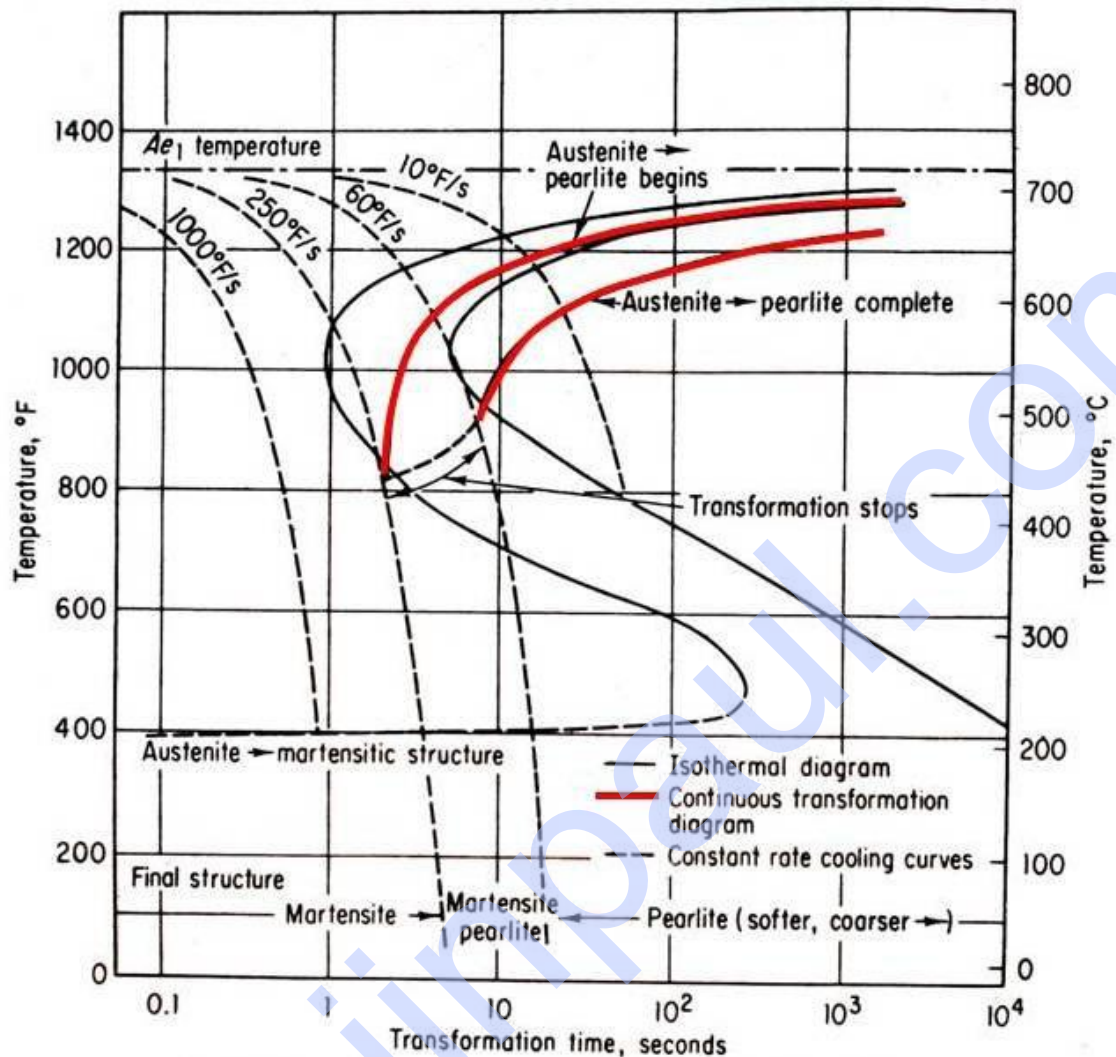 Ae1 temperature
1000°F/s
250°F/s
60°F/s
10°F/s
Austenite →
pearlite begins
Austenite → pearlite complete
Transformation stops
Austenite → martensitic structure
Isothermal diagram
Continuous transformation
diagram
Constant rate cooling curves
Final structure
Martensite
Martensite
pearlite
Pearlite (softer, coarser →)
Temperature, °F
1400
1200
1000
800
600
400
200
0
Temperature, °C
800
700
600
500
400
300
200
100
0
0.1
1
10
10²
10³
10⁴
Transformation time, seconds
jinpaul.com